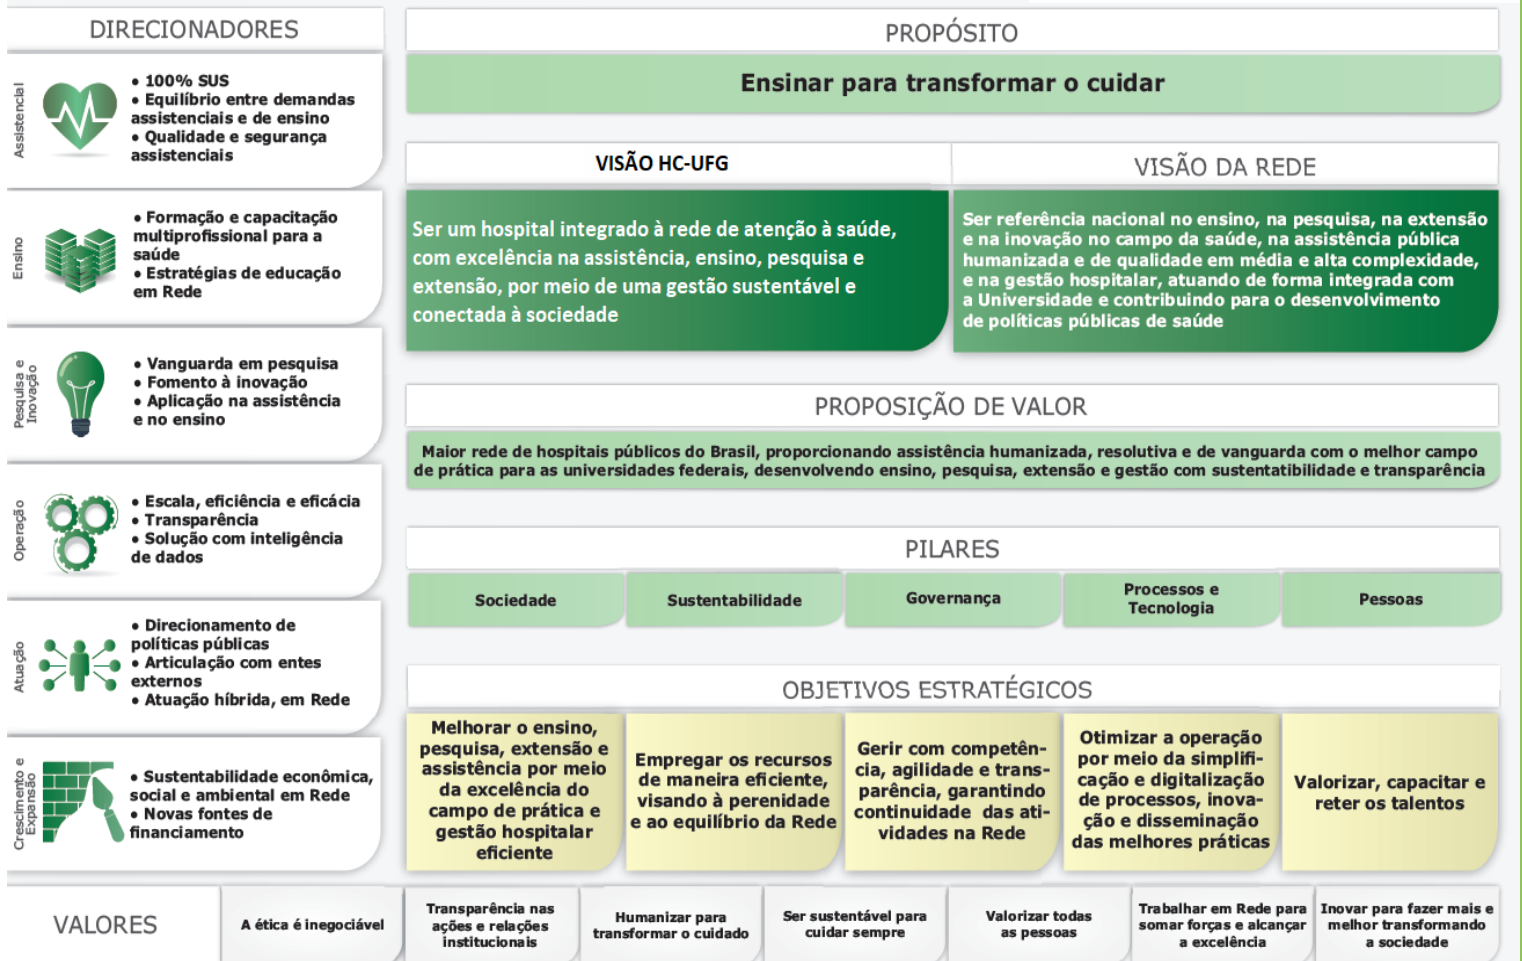 DIRECIONADORES
Assistencial
● 100% SUS
● Equilíbrio entre demandas
assistenciais e de ensino
● Qualidade e segurança
assistenciais
Ensino
● Formação e capacitação
multiprofissional para a
saúde
● Estratégias de educação
em Rede
Pesquisa e
Inovação
● Vanguarda em pesquisa
● Fomento à inovação
● Aplicação na assistência
e no ensino
Operação
● Escala, eficiência e eficácia
● Transparência
● Solução com inteligência
de dados
Atuação
● Direcionamento de
políticas públicas
● Articulação com entes
externos
● Atuação híbrida, em Rede
Crescimento e
Expansão
● Sustentabilidade econômica,
social e ambiental em Rede
● Novas fontes de
financiamento
PROPÓSITO
Ensinar para transformar o cuidar
VISÃO HC-UFG
Ser um hospital integrado à rede de atenção à saúde,
com excelência na assistência, ensino, pesquisa e
extensão, por meio de uma gestão sustentável e
conectada à sociedade
VISÃO DA REDE
Ser referência nacional no ensino, na pesquisa, na extensão
e na inovação no campo da saúde, na assistência pública
humanizada e de qualidade em média e alta complexidade,
e na gestão hospitalar, atuando de forma integrada com
a Universidade e contribuindo para o desenvolvimento
de políticas públicas de saúde
PROPOSIÇÃO DE VALOR
Maior rede de hospitais públicos do Brasil, proporcionando assistência humanizada, resolutiva e de vanguarda com o melhor campo
de prática para as universidades federais, desenvolvendo ensino, pesquisa, extensão e gestão com sustentatibilidade e transparência
PILARES
Sociedade
Sustentabilidade
Governança
Processos e
Tecnologia
Pessoas
OBJETIVOS ESTRATÉGICOS
Melhorar o ensino,
pesquisa, extensão e
assistência por meio
da excelência do
campo de prática e
gestão hospitalar
eficiente
Empregar os recursos
de maneira eficiente,
visando à perenidade
e ao equilíbrio da Rede
Gerir com competên-
cia, agilidade e trans-
parência, garantindo
continuidade das ati-
vidades na Rede
Otimizar a operação
por meio da simplifi-
cação e digitalização
de processos, inova-
ção e disseminação
das melhores práticas
Valorizar, capacitar e
reter os talentos
VALORES
A ética é inegociável
Transparência nas
ações e relações
institucionais
Humanizar para
transformar o cuidado
Ser sustentável para
cuidar sempre
Valorizar todas
as pessoas
Trabalhar em Rede para
somar forças e alcançar
a excelência
Inovar para fazer mais e
melhor transformando
a sociedade